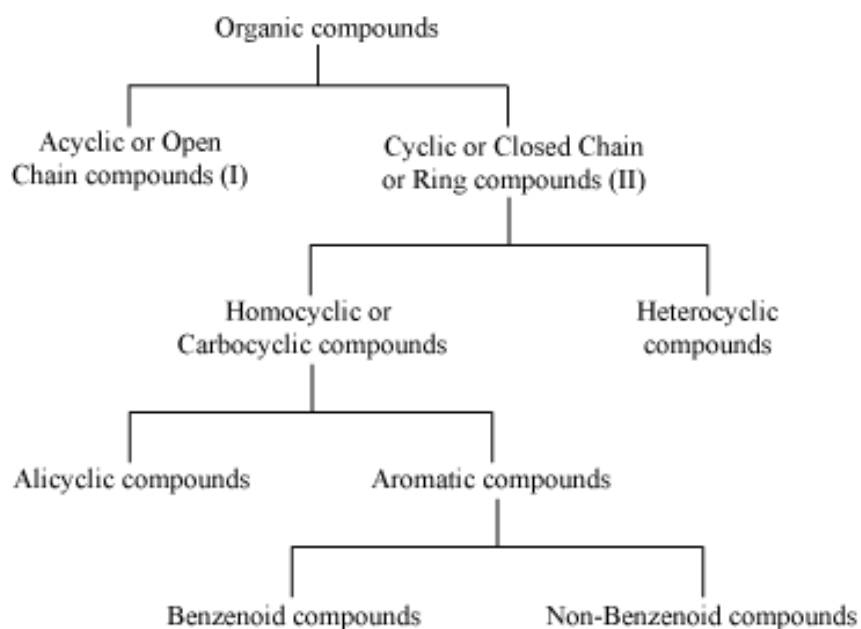 Organic compounds
Acyclic or Open
Chain compounds (I)
Cyclic or Closed Chain
or Ring compounds (II)
Homocyclic or
Carbocyclic compounds
Heterocyclic
compounds
Alicyclic compounds
Aromatic compounds
Benzenoid compounds
Non-Benzenoid compounds